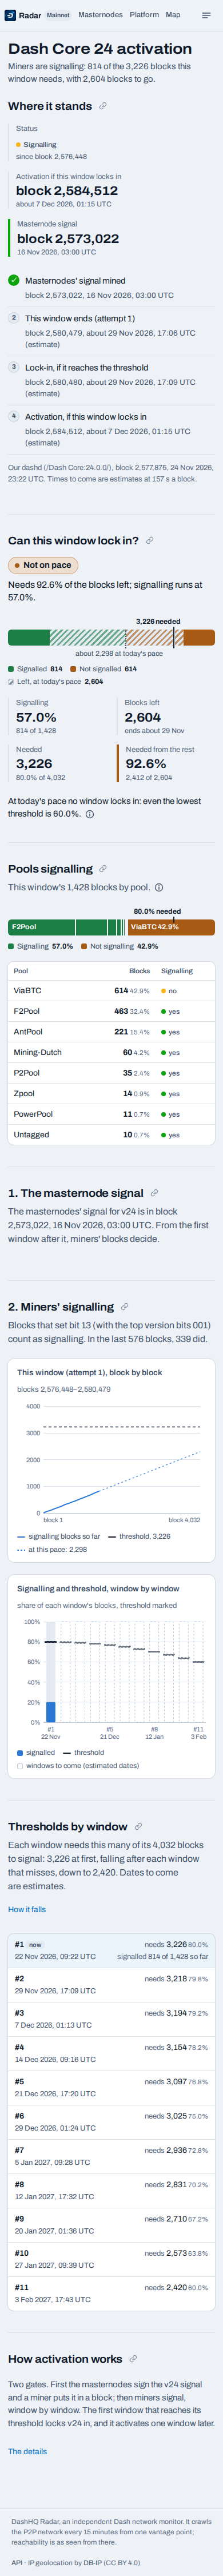 Radar Mainnet Masternodes Platform Map
Dash Core 24 activation
Miners are signalling: 814 of the 3,226 blocks this
window needs, with 2,604 blocks to go.
Where it stands
Status
Signalling
since block 2,576,448
Activation if this window locks in
block 2,584,512
about 7 Dec 2026, 01:15 UTC
Masternode signal
block 2,573,022
16 Nov 2026, 03:00 UTC
Masternodes' signal mined
block 2,573,022, 16 Nov 2026, 03:00 UTC
2 This window ends (attempt 1)
block 2,580,479, about 29 Nov 2026, 17:06 UTC
(estimate)
3 Lock-in, if it reaches the threshold
block 2,580,480, about 29 Nov 2026, 17:09 UTC
(estimate)
4 Activation, if this window locks in
block 2,584,512, about 7 Dec 2026, 01:15 UTC
(estimate)
Our dashd (/Dash Core:24.0.0/), block 2,577,875, 24 Nov 2026,
23:22 UTC. Times to come are estimated at 157 s a block.
Can this window lock in?
Not on pace
Needs 92.6% of the blocks left; signalling runs at
57.0%.
3,226 needed
about 2,298 at today's pace
Signalled 814 Not signalled 614
Left, at today's pace 2,604
Signalling
57.0%
814 of 1,428
Blocks left
2,604
ends about 29 Nov
Needed
3,226
80.0% of 4,032
Needed from the rest
92.6%
2,412 of 2,604
At today's pace no window locks in: even the lowest
threshold is 60.0%.
Pools signalling
This window's 1,428 blocks by pool.
80.0% needed
F2Pool ViaBTC 42.9%
Signalling 57.0% Not signalling 42.9%
Pool Blocks Signalling
ViaBTC 614 42.9% no
F2Pool 463 32.4% yes
AntPool 221 15.4% yes
Mining-Dutch 60 4.2% yes
P2Pool 35 2.4% yes
Zpool 14 0.9% yes
PowerPool 11 0.7% yes
Untagged 10 0.7% yes
1. The masternode signal
The masternodes' signal for v24 is in block
2,573,022, 16 Nov 2026, 03:00 UTC. From the first
window after it, miners' blocks decide.
2. Miners' signalling
Blocks that set bit 13 (with the top version bits 001)
count as signalling. In the last 576 blocks, 339 did.
This window (attempt 1), block by block
blocks 2,576,448–2,580,479
4000
3000
2000
1000
0
block 1 block 4,032
signalling blocks so far threshold, 3,226
at this pace: 2,298
Signalling and threshold, window by window
share of each window's blocks, threshold marked
100%
80%
60%
40%
20%
0%
#1 #5 #8 #11
22 Nov 21 Dec 12 Jan 3 Feb
signalled threshold
windows to come (estimated dates)
Thresholds by window
Each window needs this many of its 4,032 blocks
to signal: 3,226 at first, falling after each window
that misses, down to 2,420. Dates to come
are estimates.
How it falls
#1 now needs 3,226 80.0%
22 Nov 2026, 09:22 UTC signalled 814 of 1,428 so far
#2 needs 3,218 79.8%
29 Nov 2026, 17:09 UTC
#3 needs 3,194 79.2%
7 Dec 2026, 01:13 UTC
#4 needs 3,154 78.2%
14 Dec 2026, 09:16 UTC
#5 needs 3,097 76.8%
21 Dec 2026, 17:20 UTC
#6 needs 3,025 75.0%
29 Dec 2026, 01:24 UTC
#7 needs 2,936 72.8%
5 Jan 2027, 09:28 UTC
#8 needs 2,831 70.2%
12 Jan 2027, 17:32 UTC
#9 needs 2,710 67.2%
20 Jan 2027, 01:36 UTC
#10 needs 2,573 63.8%
27 Jan 2027, 09:39 UTC
#11 needs 2,420 60.0%
3 Feb 2027, 17:43 UTC
How activation works
Two gates. First the masternodes sign the v24 signal
and a miner puts it in a block; then miners signal,
window by window. The first window that reaches its
threshold locks v24 in, and it activates one window later.
The details
DashHQ Radar, an independent Dash network monitor. It crawls
the P2P network every 15 minutes from one vantage point;
reachability is as seen from there.
API · IP geolocation by DB-IP (CC BY 4.0)